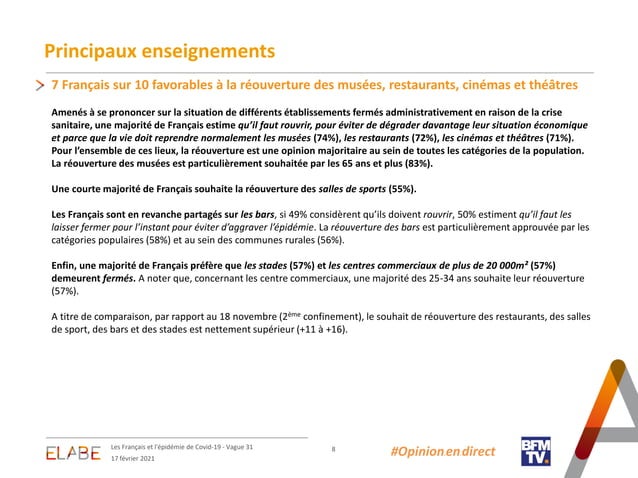 Principaux enseignements
7 Français sur 10 favorables à la réouverture des musées, restaurants, cinémas et théâtres
Amenés à se prononcer sur la situation de différents établissements fermés administrativement en raison de la crise
sanitaire, une majorité de Français estime qu'il faut rouvrir, pour éviter de dégrader davantage leur situation économique
et parce que la vie doit reprendre normalement les musées (74%), les restaurants (72%), les cinémas et théâtres (71%).
Pour l'ensemble de ces lieux, la réouverture est une opinion majoritaire au sein de toutes les catégories de la population.
La réouverture des musées est particulièrement souhaitée par les 65 ans et plus (83%).
Une courte majorité de Français souhaite la réouverture des salles de sports (55%).
Les Français sont en revanche partagés sur les bars, si 49% considèrent qu'ils doivent rouvrir, 50% estiment qu'il faut les
laisser fermer pour l'instant pour éviter d'aggraver l'épidémie. La réouverture des bars est particulièrement approuvée par les
catégories populaires (58%) et au sein des communes rurales (56%).
Enfin, une majorité de Français préfère que les stades (57%) et les centres commerciaux de plus de 20 000m² (57%)
demeurent fermés. A noter que, concernant les centre commerciaux, une majorité des 25-34 ans souhaite leur réouverture
(57%).
A titre de comparaison, par rapport au 18 novembre (2ème confinement), le souhait de réouverture des restaurants, des salles
de sport, des bars et des stades est nettement supérieur (+11 à +16).
ELABE
Les Français et l'épidémie de Covid-19 - Vague 31
17 février 2021
8
#Opinionendirect
BFM
TV.